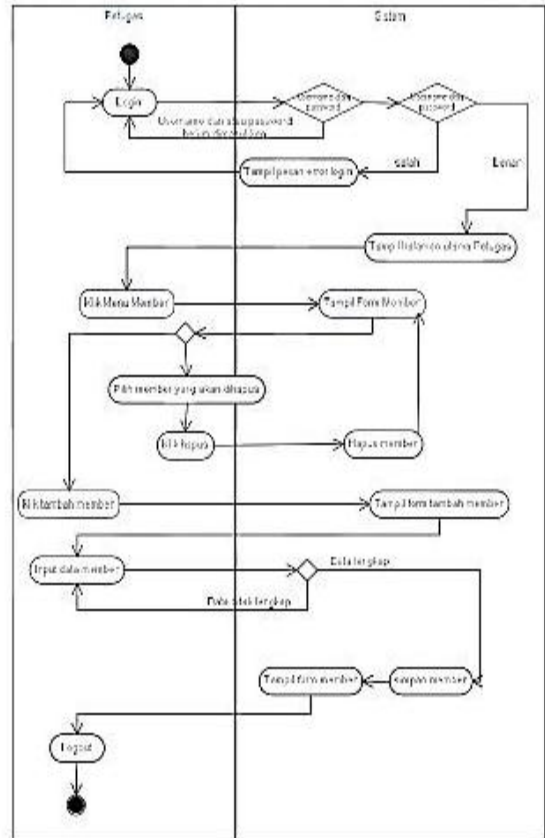 Petugas
Sistem
Login
Username dan
password
Username dan
password
Username dan atau password
belum dimasukkan
salah
Benar
Tampil pesan error login
Tampil halaman utama Petugas
Klik Menu Member
Tampil Form Member
Pilih member yang akan dihapus
Klik hapus
Hapus member
Klik tambah member
Tampil form tambah member
Input data member
Data lengkap
Data tidak lengkap
Tampil form member
simpan member
Logout